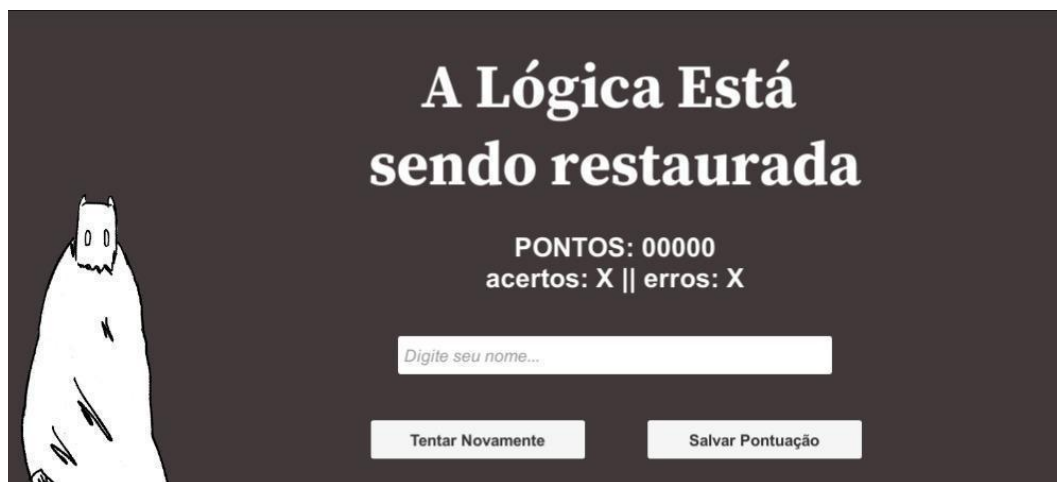 A Lógica Está
sendo restaurada
PONTOS: 00000
acertos: X || erros: X
Digite seu nome...
Tentar Novamente
Salvar Pontuação